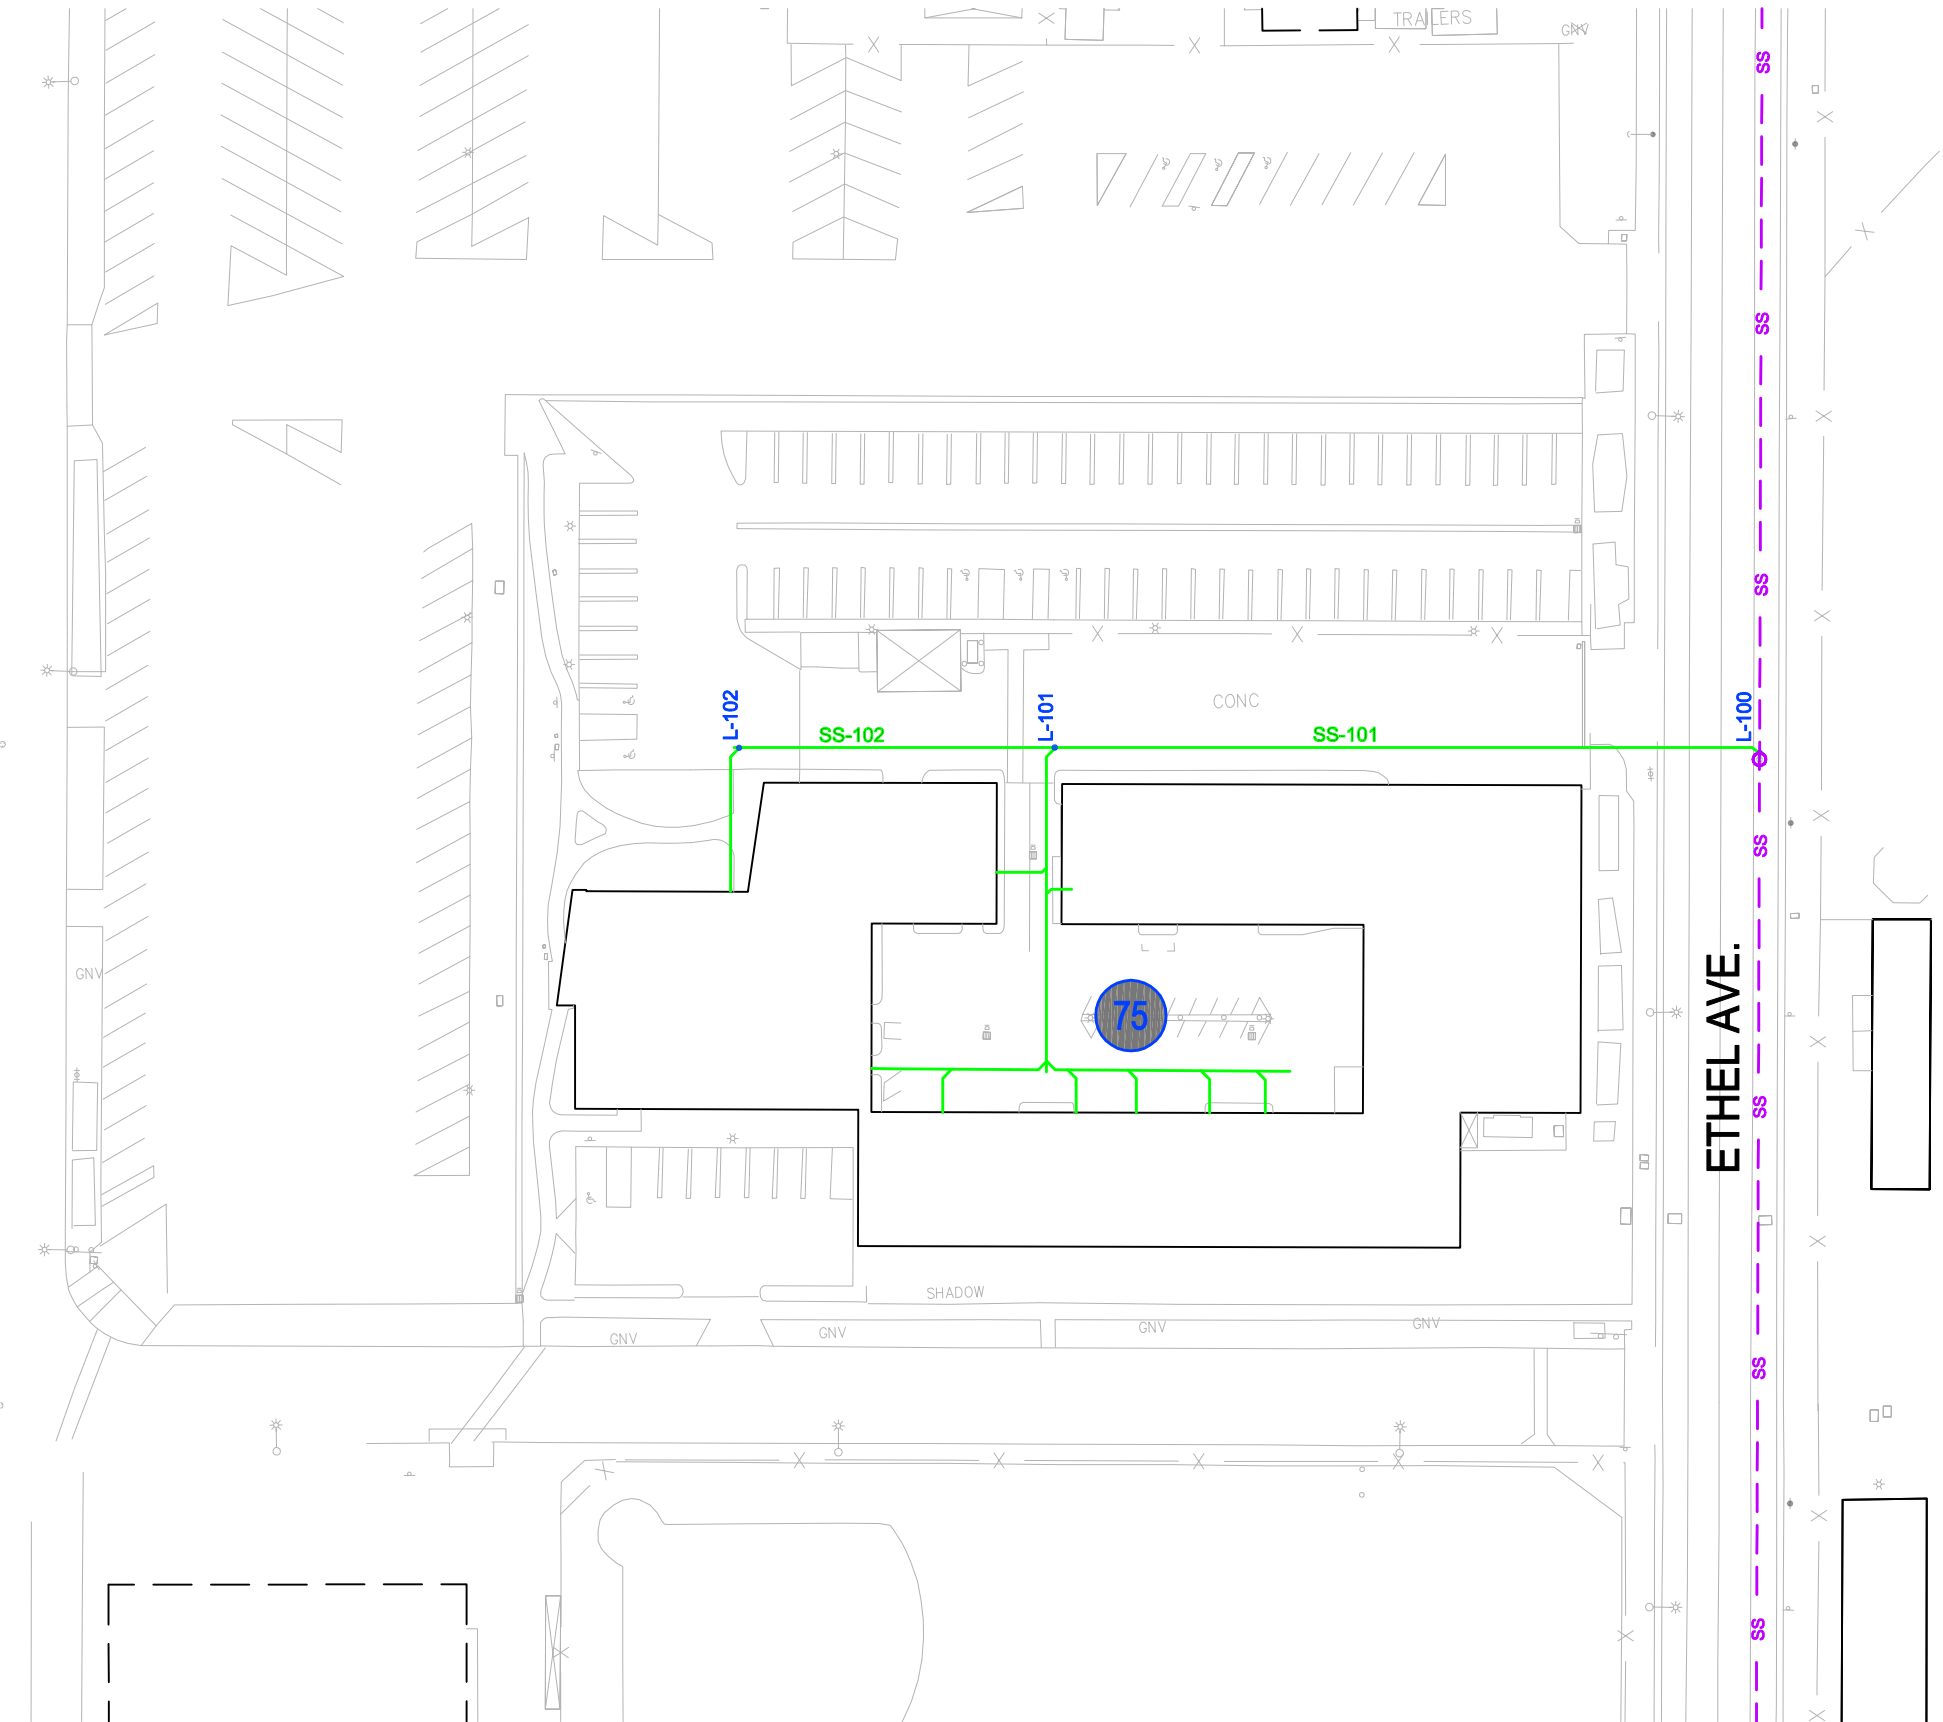 TRAILERS
GNV
SS
SS
SS
CONC
L-102
L-101
L-100
SS-102
SS-101
SS
GNV
75
ETHEL AVE.
SS
SHADOW
GNV
GNV
GNV
GNV
SS
SS